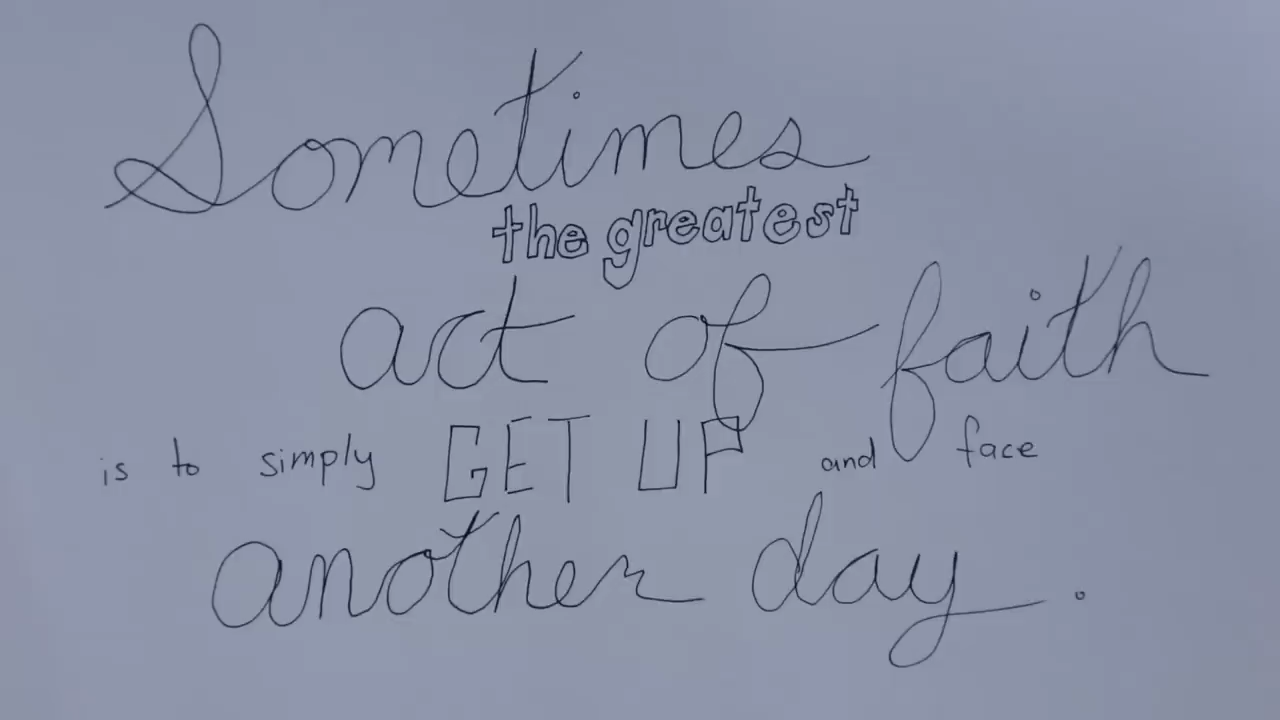 Sometimes
the greatest
act of faith
is to simply GET UP and face
another day.